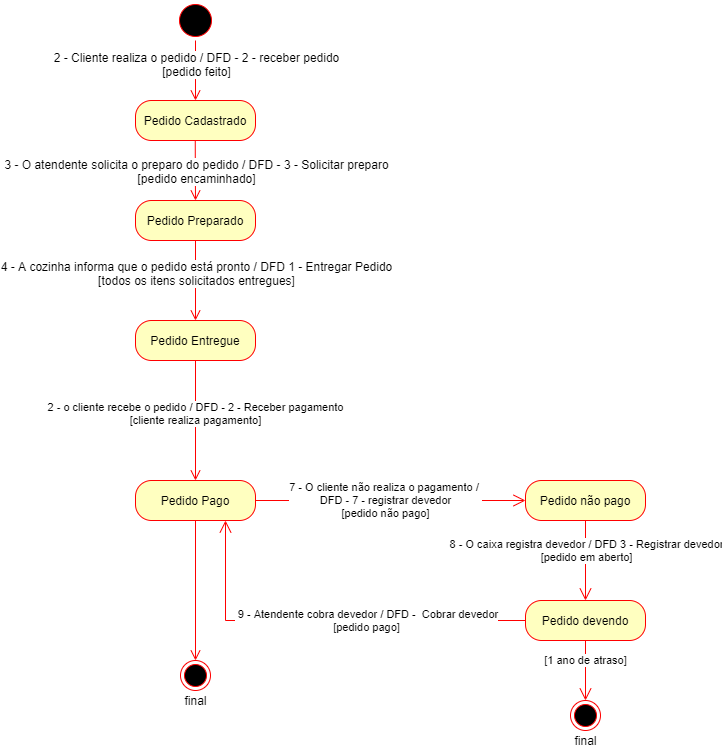 2 - Cliente realiza o pedido / DFD - 2 - receber pedido
[pedido feito]
Pedido Cadastrado
3 - O atendente solicita o preparo do pedido / DFD - 3 - Solicitar preparo
[pedido encaminhado]
Pedido Preparado
4 - A cozinha informa que o pedido está pronto / DFD 1 - Entregar Pedido
[todos os itens solicitados entregues]
Pedido Entregue
2 - o cliente recebe o pedido / DFD - 2 - Receber pagamento
[cliente realiza pagamento]
Pedido Pago
7 - O cliente não realiza o pagamento /
DFD - 7 - registrar devedor
[pedido não pago]
Pedido não pago
8 - O caixa registra devedor / DFD 3 - Registrar devedor
[pedido em aberto]
9 - Atendente cobra devedor / DFD - Cobrar devedor
[pedido pago]
Pedido devendo
[1 ano de atraso]
final
final